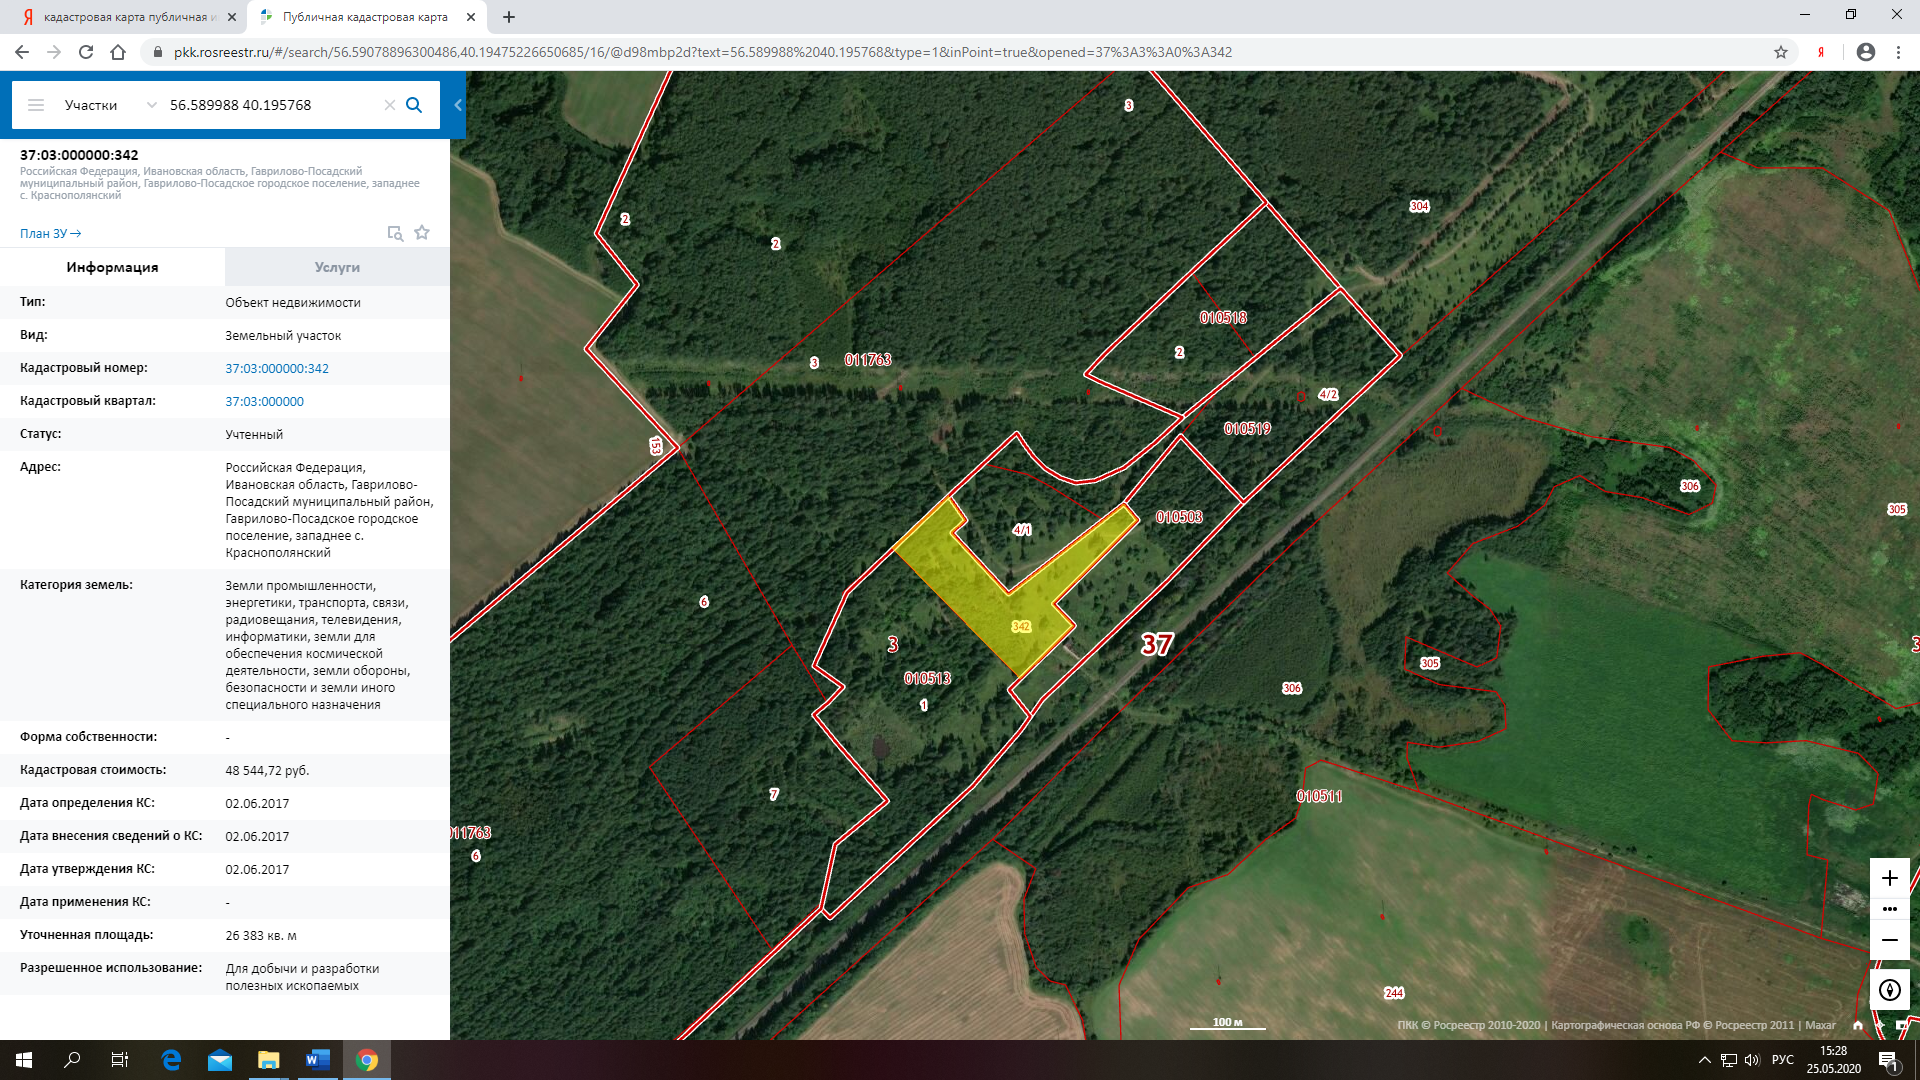 кадастровая карта публичная и
Публичная кадастровая карта
pkk.rosreestr.ru/#/search/56.59078896300486,40.19475226650685/16/@d98mbp2d?text=56.589988%2040.195768&type=1&inPoint=true&opened=37%3A3%3A0%3A342
Участки
56.589988 40.195768
37:03:000000:342
Российская Федерация, Ивановская область, Гаврилово-Посадский
муниципальный район, Гаврилово-Посадское городское поселение, западнее
с. Краснополянский
План ЗУ →
Информация
Услуги
Тип:
Объект недвижимости
Вид:
Земельный участок
Кадастровый номер:
37:03:000000:342
Кадастровый квартал:
37:03:000000
Статус:
Учтенный
Адрес:
Российская Федерация,
Ивановская область, Гаврилово-
Посадский муниципальный район,
Гаврилово-Посадское городское
поселение, западнее с.
Краснополянский
Категория земель:
Земли промышленности,
энергетики, транспорта, связи,
радиовещания, телевидения,
информатики, земли для
обеспечения космической
деятельности, земли обороны,
безопасности и земли иного
специального назначения
Форма собственности:
-
Кадастровая стоимость:
48 544,72 руб.
Дата определения КС:
02.06.2017
Дата внесения сведений о КС:
02.06.2017
Дата утверждения КС:
02.06.2017
Дата применения КС:
-
Уточненная площадь:
26 383 кв. м
Разрешенное использование:
Для добычи и разработки
полезных ископаемых
3
2
2
304
010518
2
3
011763
4/2
010519
153
306
305
4/1
010503
6
342
3
37
010513
1
305
306
7
010511
011763
6
244
100 м
ПКК © Росреестр 2010-2020 | Картографическая основа РФ © Росреестр 2011 | Maxar
РУС
15:28
25.05.2020
1